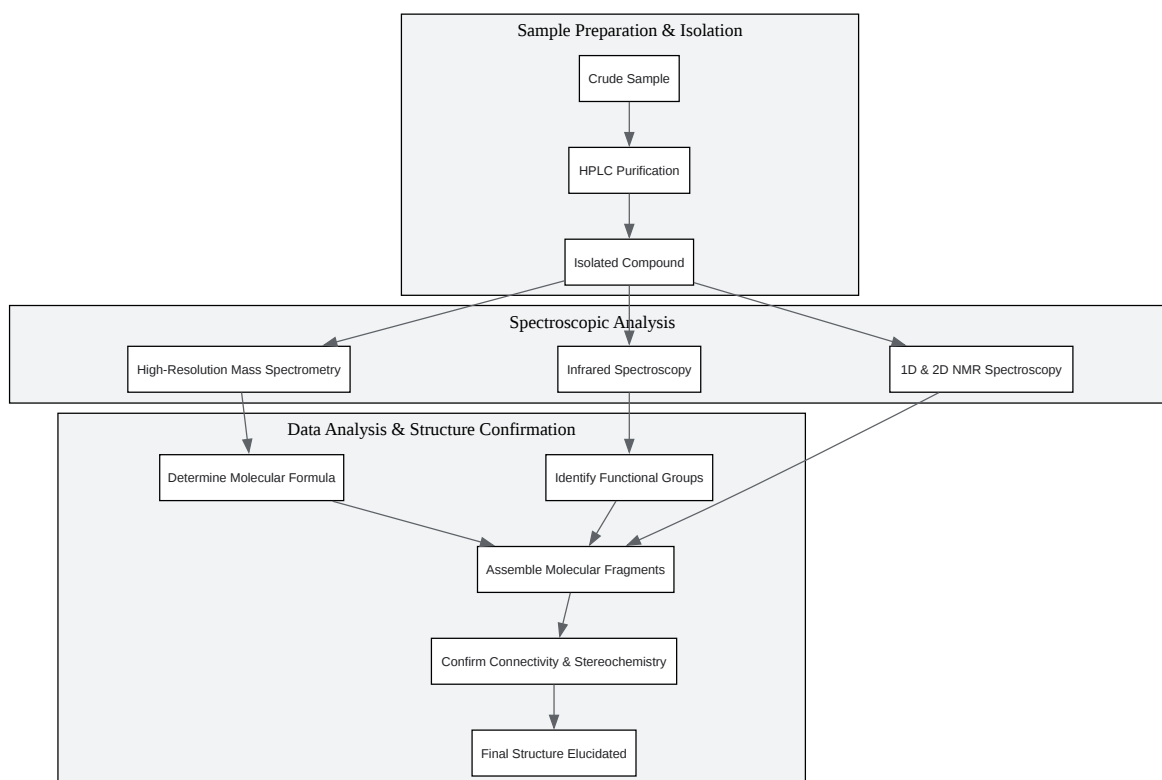 Sample Preparation & Isolation
Crude Sample
HPLC Purification
Isolated Compound
Spectroscopic Analysis
High-Resolution Mass Spectrometry
Infrared Spectroscopy
1D & 2D NMR Spectroscopy
Data Analysis & Structure Confirmation
Determine Molecular Formula
Identify Functional Groups
Assemble Molecular Fragments
Confirm Connectivity & Stereochemistry
Final Structure Elucidated